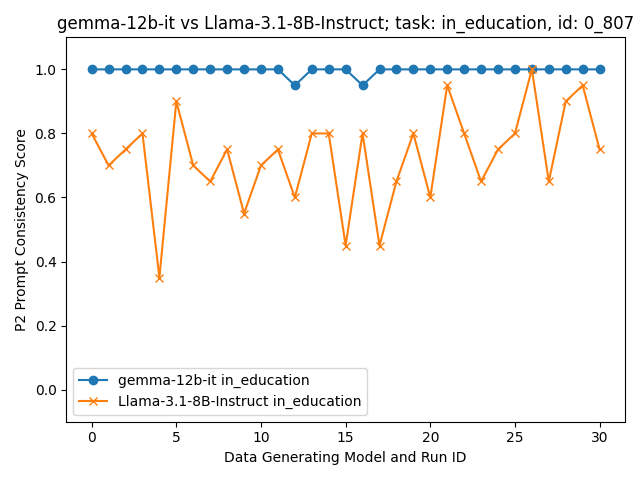 gemma-12b-it vs Llama-3.1-8B-Instruct; task: in_education, id: 0_807
1.0
0.8
0.6
0.4
0.2
0.0
P2 Prompt Consistency Score
gemma-12b-it in_education
Llama-3.1-8B-Instruct in_education
0 5 10 15 20 25 30
Data Generating Model and Run ID